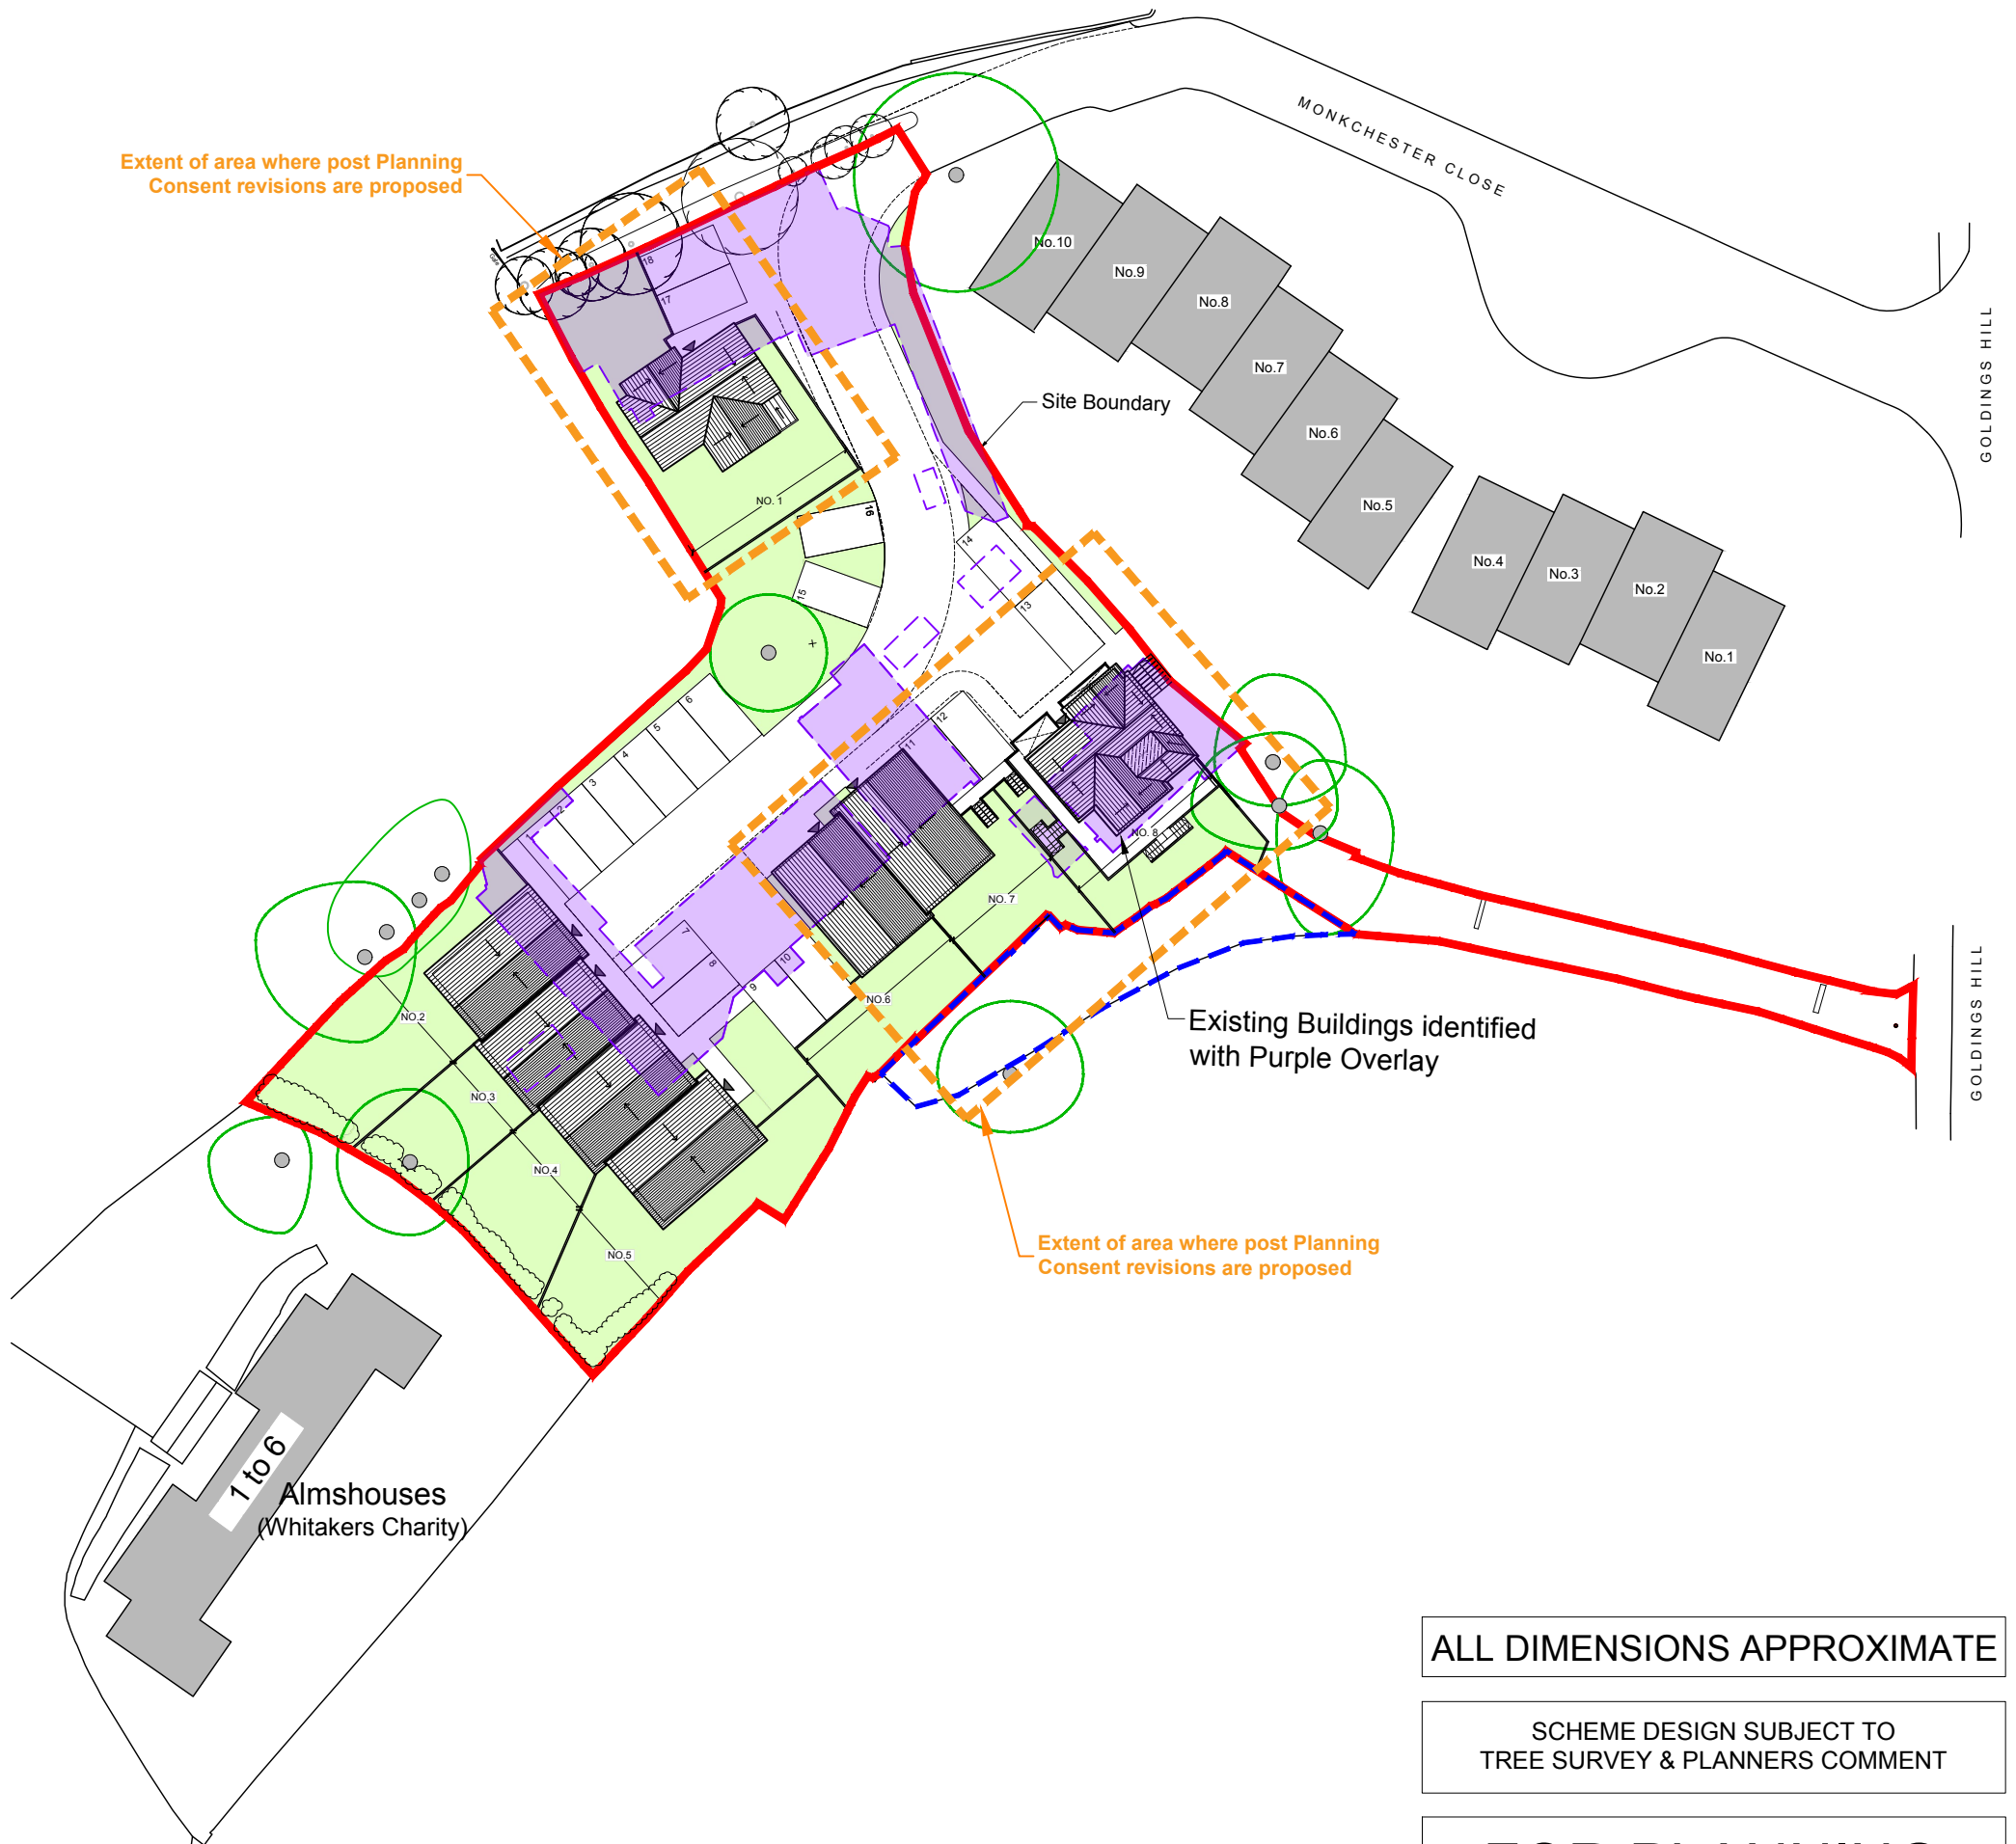 MONKCHESTER CLOSE
Extent of area where post Planning
Consent revisions are proposed
No.10
No.9
No.8
No.7
No.6
No.5
No.4
No.3
No.2
No.1
GOLDINGS HILL
Site Boundary
18
17
NO. 1
16
15
14
13
12
11
6
5
4
3
2
7
8
9
10
NO. 8
NO. 7
NO.6
NO.2
NO.3
NO.4
NO.5
Existing Buildings identified
with Purple Overlay
GOLDINGS HILL
Extent of area where post Planning
Consent revisions are proposed
1 to 6
Almshouses
(Whitakers Charity)
ALL DIMENSIONS APPROXIMATE
SCHEME DESIGN SUBJECT TO
TREE SURVEY & PLANNERS COMMENT
FOR PLANNING